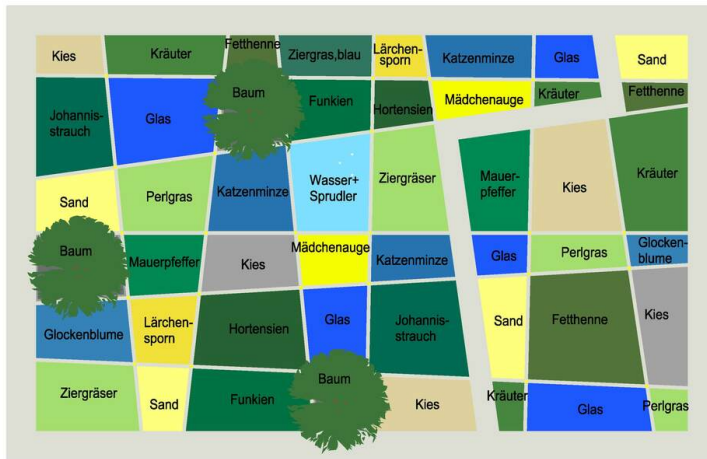 Kies
Kräuter
Fetthenne
Ziergras,blau
Lärchen-
sporn
Katzenminze
Glas
Sand
Johannis-
strauch
Glas
Baum
Funkien
Hortensien
Mädchenauge
Kräuter
Fetthenne
Sand
Perlgras
Katzenminze
Wasser+
Sprudler
Ziergräser
Mauer-
pfeffer
Kies
Kräuter
Baum
Mauerpfeffer
Kies
Mädchenauge
Katzenminze
Glas
Perlgras
Glocken-
blume
Glockenblume
Lärchen-
sporn
Hortensien
Glas
Johannis-
strauch
Sand
Fetthenne
Kies
Ziergräser
Sand
Funkien
Baum
Kies
Kräuter
Glas
Perlgras